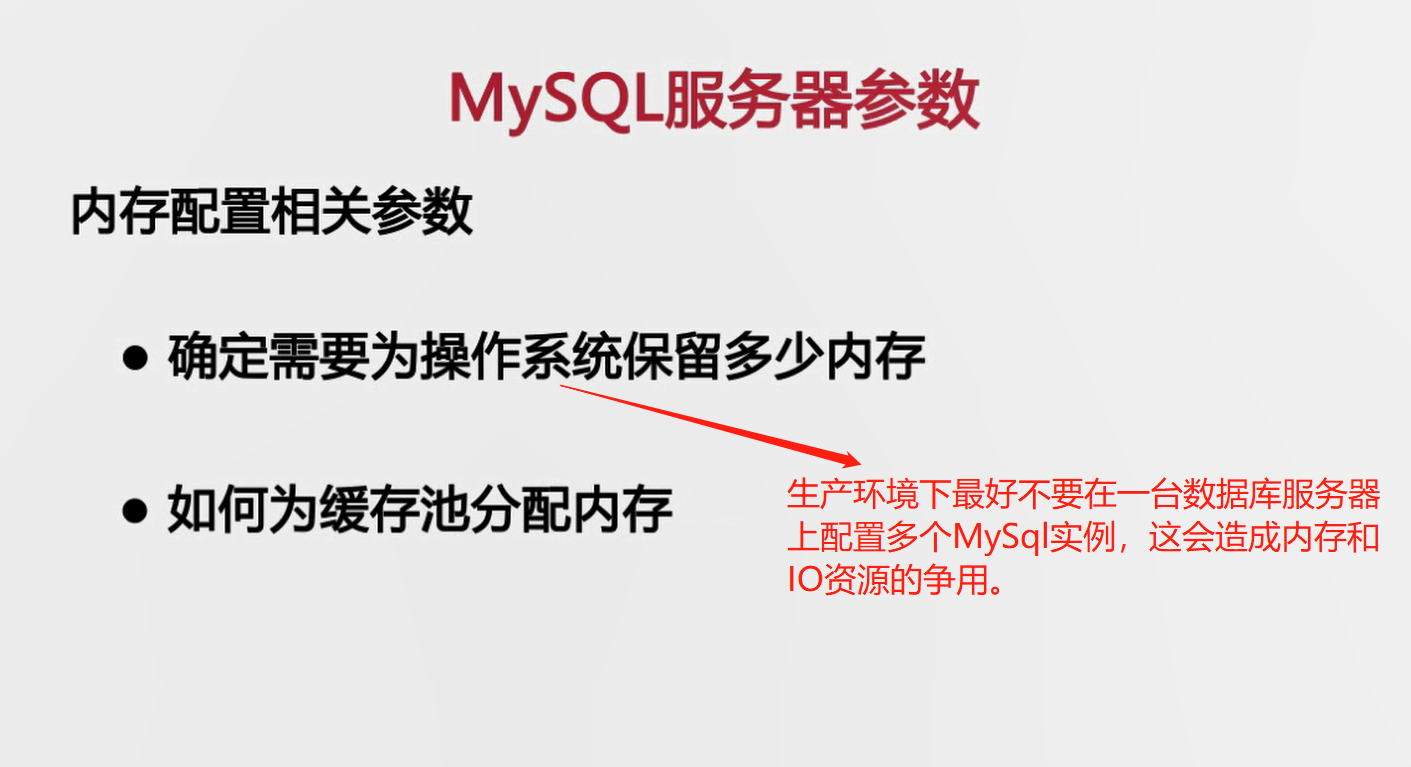 MySQL服务器参数
内存配置相关参数
● 确定需要为操作系统保留多少内存
● 如何为缓存池分配内存
生产环境下最好不要在一台数据库服务器
上配置多个MySql实例，这会造成内存和
IO资源的争用。